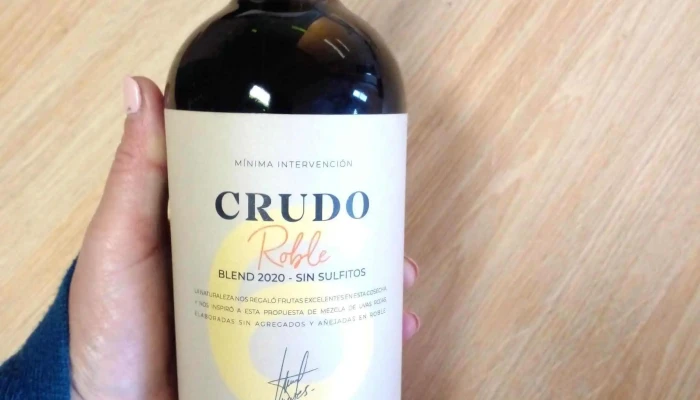 MÍNIMA INTERVENCIÓN
CRUDO
Roble
BLEND 2020 - SIN SULFITOS
LA NATURALEZA NOS REGALÓ FRUTAS EXCELENTES EN ESTA COSECHA
Y NOS INSPIRÓ A ESTA PROPUESTA DE MEZCLA DE UVAS ROJAS,
ELABORADAS SIN AGREGADOS Y AÑEJADAS EN ROBLE